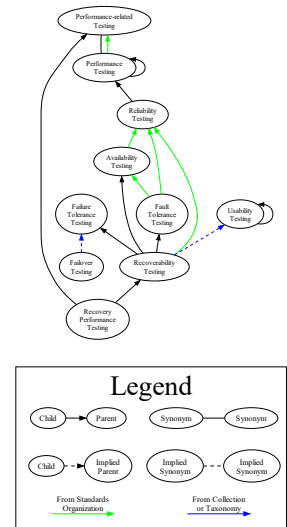 Performance-related
Testing
Performance
Testing
Reliability
Testing
Availability
Testing
Failure
Tolerance
Testing
Fault
Tolerance
Testing
Usability
Testing
Failover
Testing
Recoverability
Testing
Recovery
Performance
Testing
Legend
Child
Parent
Synonym
Synonym
Child
Implied
Parent
Implied
Synonym
Implied
Synonym
From Standards
Organization
From Collection
or Taxonomy